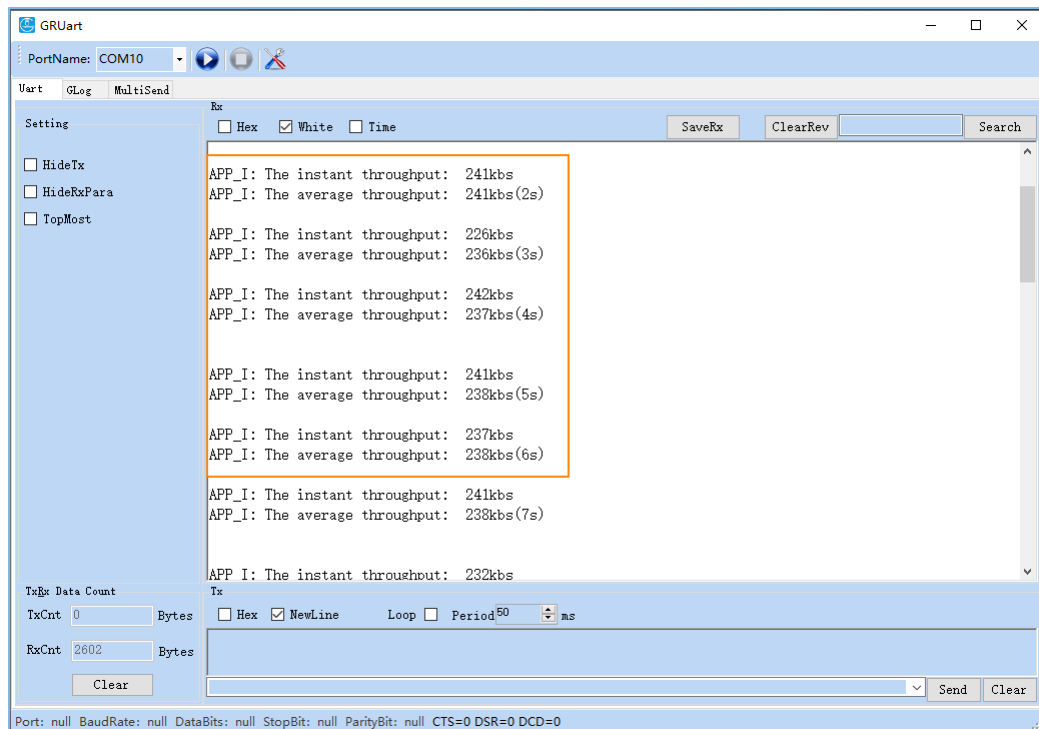 GRUart
PortName: COM10
Uart GLog MultiSend
Setting
HideTx
HideRxPara
TopMost
Rx
Hex White Time SaveRx ClearRev Search
APP_I: The instant throughput: 241kbs
APP_I: The average throughput: 241kbs(2s)
APP_I: The instant throughput: 226kbs
APP_I: The average throughput: 236kbs(3s)
APP_I: The instant throughput: 242kbs
APP_I: The average throughput: 237kbs(4s)
APP_I: The instant throughput: 241kbs
APP_I: The average throughput: 238kbs(5s)
APP_I: The instant throughput: 237kbs
APP_I: The average throughput: 238kbs(6s)
APP_I: The instant throughput: 241kbs
APP_I: The average throughput: 238kbs(7s)
APP_I: The instant throughput: 232kbs
TxRx Data Count
TxCnt 0 Bytes
RxCnt 2602 Bytes
Clear
Tx
Hex NewLine Loop Period 50 ms
Send Clear
Port: null BaudRate: null DataBits: null StopBit: null ParityBit: null CTS=0 DSR=0 DCD=0